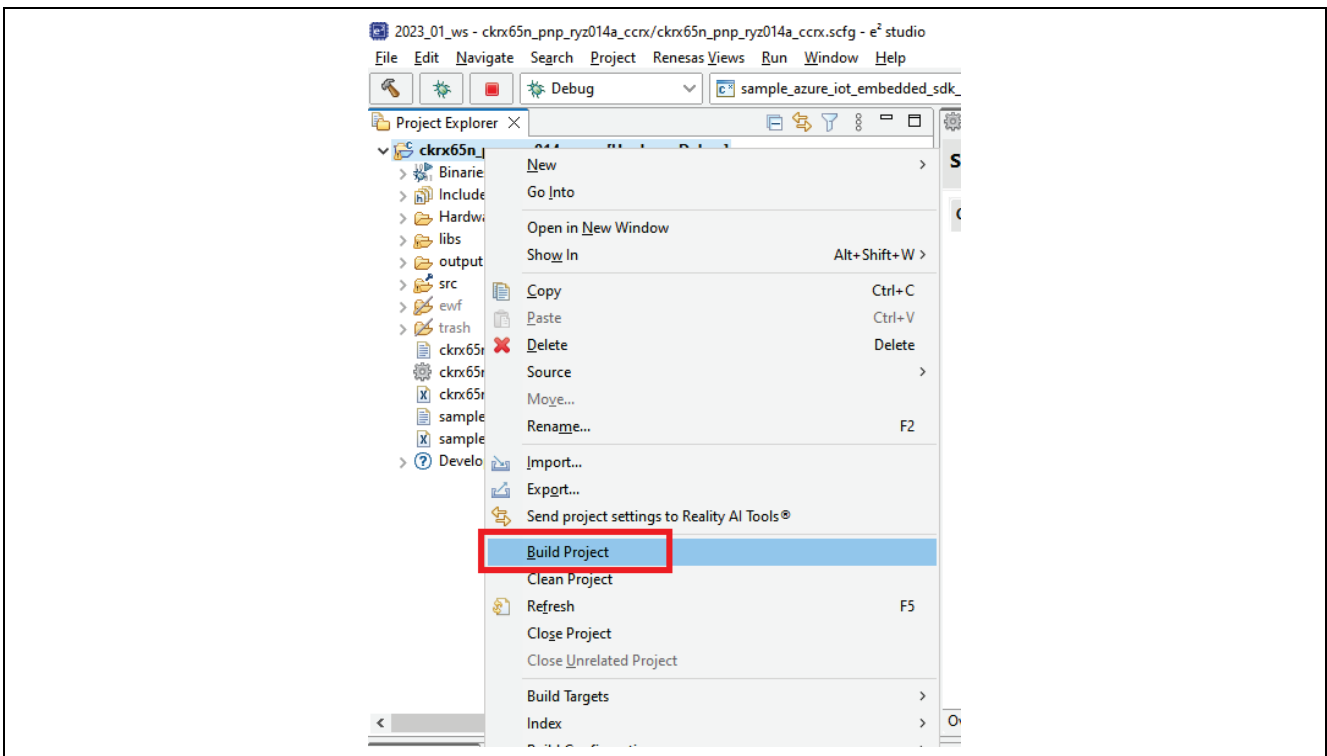 2023_01_ws - ckrx65n_pnp_ryz014a_ccrx/ckrx65n_pnp_ryz014a_ccrx.scfg - e² studio
File Edit Navigate Search Project Renesas Views Run Window Help
Debug
sample_azure_iot_embedded_sdk_
Project Explorer
ckrx65n_
Binarie
Include
Hardwa
libs
output
src
ewf
trash
ckrx65r
ckrx65r
ckrx65r
sample
sample
Develo
New
Go Into
Open in New Window
Show In Alt+Shift+W >
Copy Ctrl+C
Paste Ctrl+V
Delete Delete
Source
Move...
Rename... F2
Import...
Export...
Send project settings to Reality AI Tools®
Build Project
Clean Project
Refresh F5
Close Project
Close Unrelated Project
Build Targets
Index